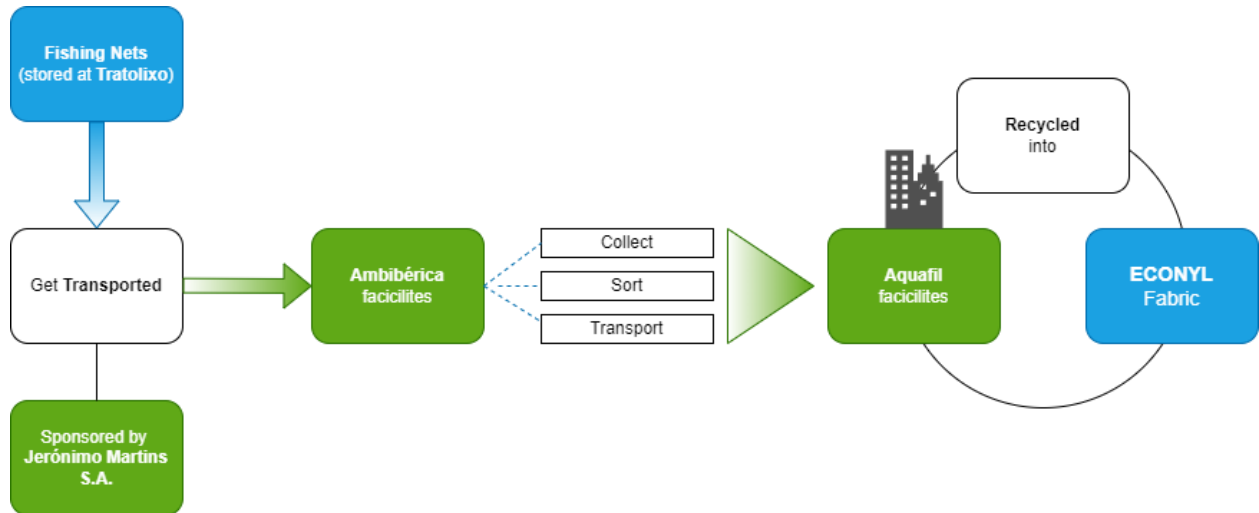 Fishing Nets
(stored at Tratolixo)
Get Transported
Sponsored by
Jerónimo Martins
S.A.
Ambibérica
facicilites
Collect
Sort
Transport
Aquafil
facicilites
Recycled
into
ECONYL
Fabric